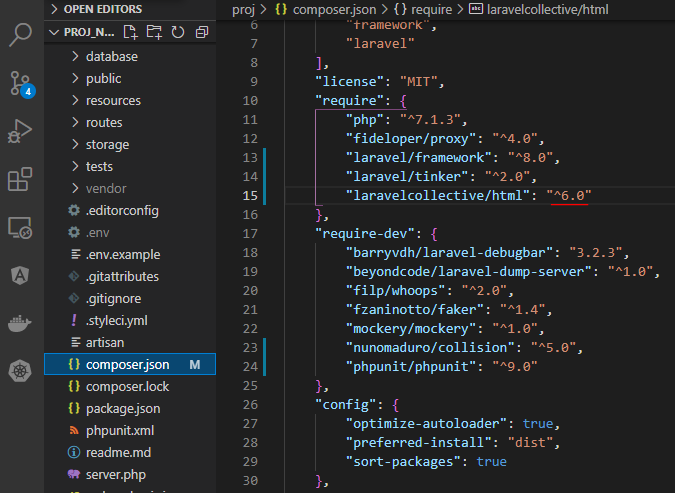 OPEN EDITORS
PROJ_N...
database
public
resources
routes
storage
tests
vendor
.editorconfig
.env
.env.example
.gitattributes
.gitignore
.styleci.yml
artisan
composer.json M
composer.lock
package.json
phpunit.xml
readme.md
server.php
4
proj > {} composer.json > {} require > abc laravelcollective/html
6 "framework",
7 "laravel"
8 ],
9 "license": "MIT",
10 "require": {
11 "php": "^7.1.3",
12 "fideloper/proxy": "^4.0",
13 "laravel/framework": "^8.0",
14 "laravel/tinker": "^2.0",
15 "laravelcollective/html": "^6.0"
16 },
17 "require-dev": {
18 "barryvdh/laravel-debugbar": "3.2.3",
19 "beyondcode/laravel-dump-server": "^1.0",
20 "filp/whoops": "^2.0",
21 "fzaninotto/faker": "^1.4",
22 "mockery/mockery": "^1.0",
23 "nunomaduro/collision": "^5.0",
24 "phpunit/phpunit": "^9.0"
25 },
26 "config": {
27 "optimize-autoloader": true,
28 "preferred-install": "dist",
29 "sort-packages": true
30 },